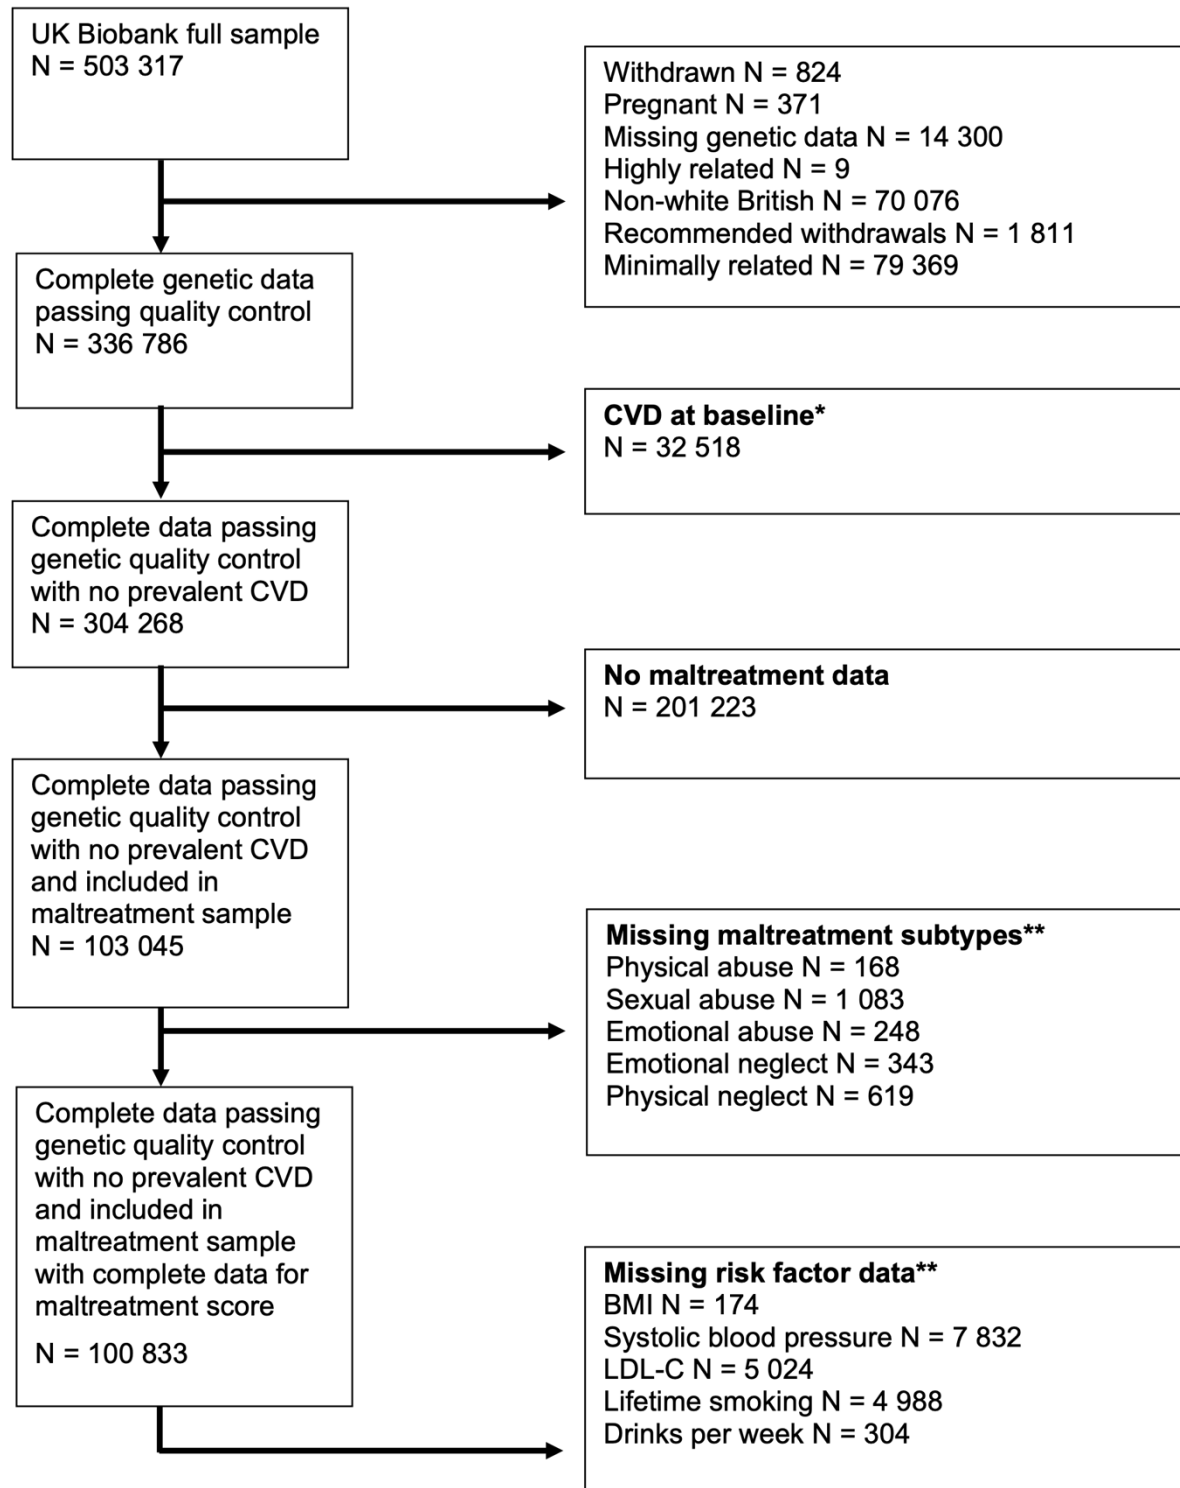 UK Biobank full sample
N = 503 317
Withdrawn N = 824
Pregnant N = 371
Missing genetic data N = 14 300
Highly related N = 9
Non-white British N = 70 076
Recommended withdrawals N = 1 811
Minimally related N = 79 369
Complete genetic data
passing quality control
N = 336 786
CVD at baseline*
N = 32 518
Complete data passing
genetic quality control
with no prevalent CVD
N = 304 268
No maltreatment data
N = 201 223
Complete data passing
genetic quality control
with no prevalent CVD
and included in
maltreatment sample
N = 103 045
Missing maltreatment subtypes**
Physical abuse N = 168
Sexual abuse N = 1 083
Emotional abuse N = 248
Emotional neglect N = 343
Physical neglect N = 619
Complete data passing
genetic quality control
with no prevalent CVD
and included in
maltreatment sample
with complete data for
maltreatment score
N = 100 833
Missing risk factor data**
BMI N = 174
Systolic blood pressure N = 7 832
LDL-C N = 5 024
Lifetime smoking N = 4 988
Drinks per week N = 304